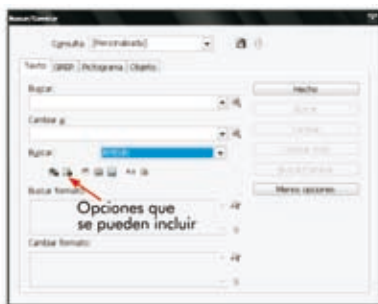 Buscar/Cambiar
Consulta: [Personalizada]
Texto GREP Pictograma Objeto
Buscar:
Hecho
Cambiar a:
Buscar:
Opciones que
se pueden incluir
Buscar formato:
Menos opciones
Cambiar formato: